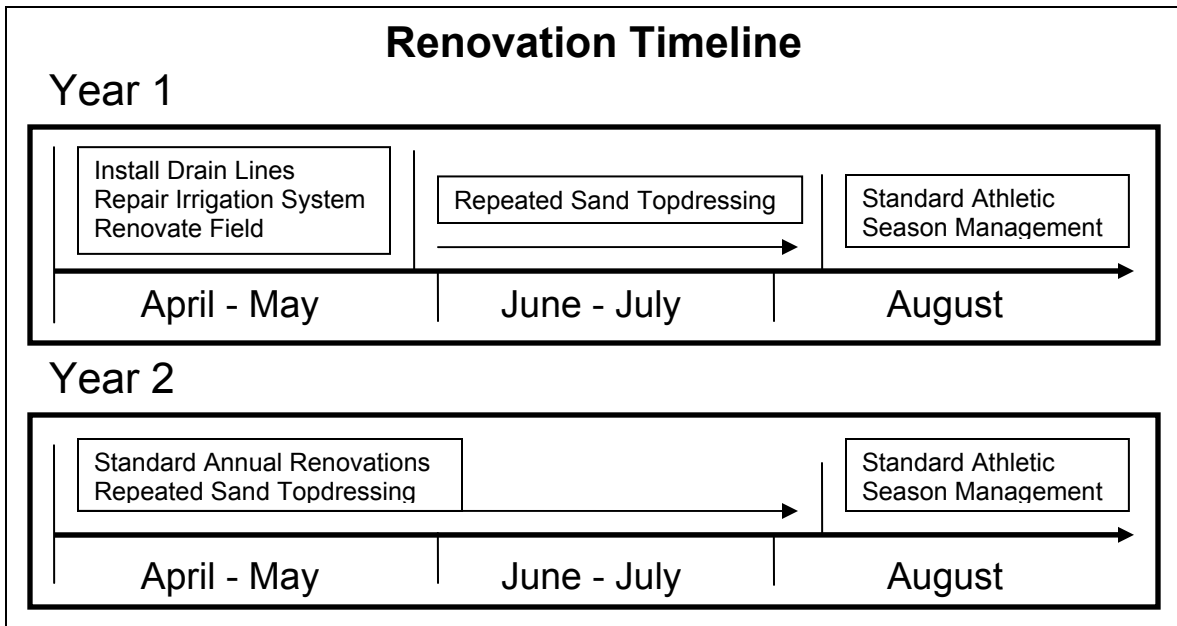 Renovation Timeline
Year 1
Install Drain Lines
Repair Irrigation System
Renovate Field
Repeated Sand Topdressing
Standard Athletic
Season Management
April - May
June - July
August
Year 2
Standard Annual Renovations
Repeated Sand Topdressing
Standard Athletic
Season Management
April - May
June - July
August